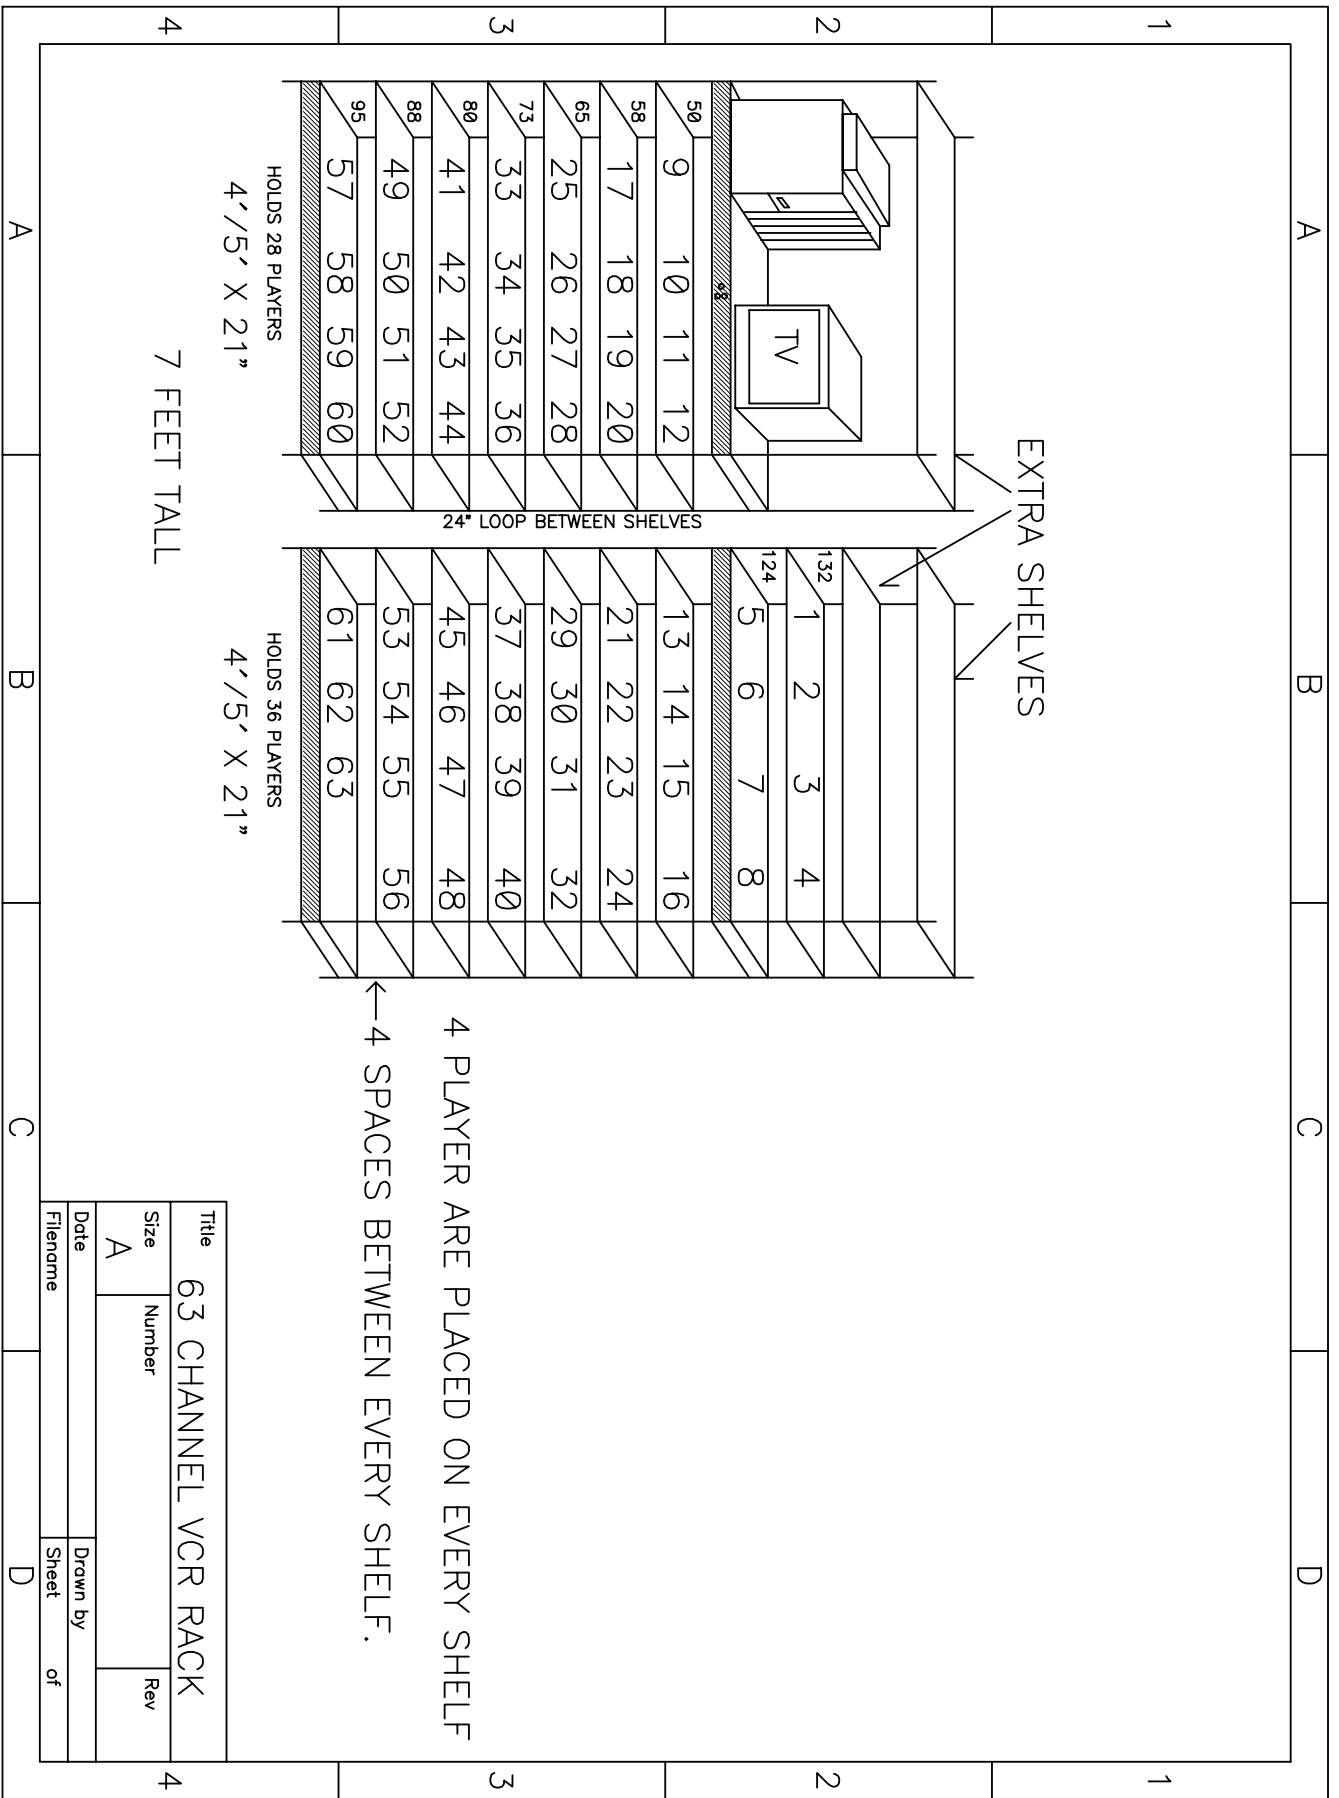 A B C D
1 1
EXTRA SHELVES
2 2
132 1 2 3 4
TV
124 5 6 7 8
50 9 10 11 12
13 14 15 16
58 17 18 19 20
21 22 23 24
65 25 26 27 28
29 30 31 32
73 33 34 35 36
37 38 39 40
80 41 42 43 44
45 46 47 48
88 49 50 51 52
53 54 55 56
95 57 58 59 60
61 62 63
24" LOOP BETWEEN SHELVES
3 3
4 PLAYER ARE PLACED ON EVERY SHELF
←4 SPACES BETWEEN EVERY SHELF.
HOLDS 28 PLAYERS
4'/5' X 21"
HOLDS 36 PLAYERS
4'/5' X 21"
7 FEET TALL
4 4
Title 63 CHANNEL VCR RACK
Size Number Rev
A
Date Drawn by
Filename Sheet of
A B C D